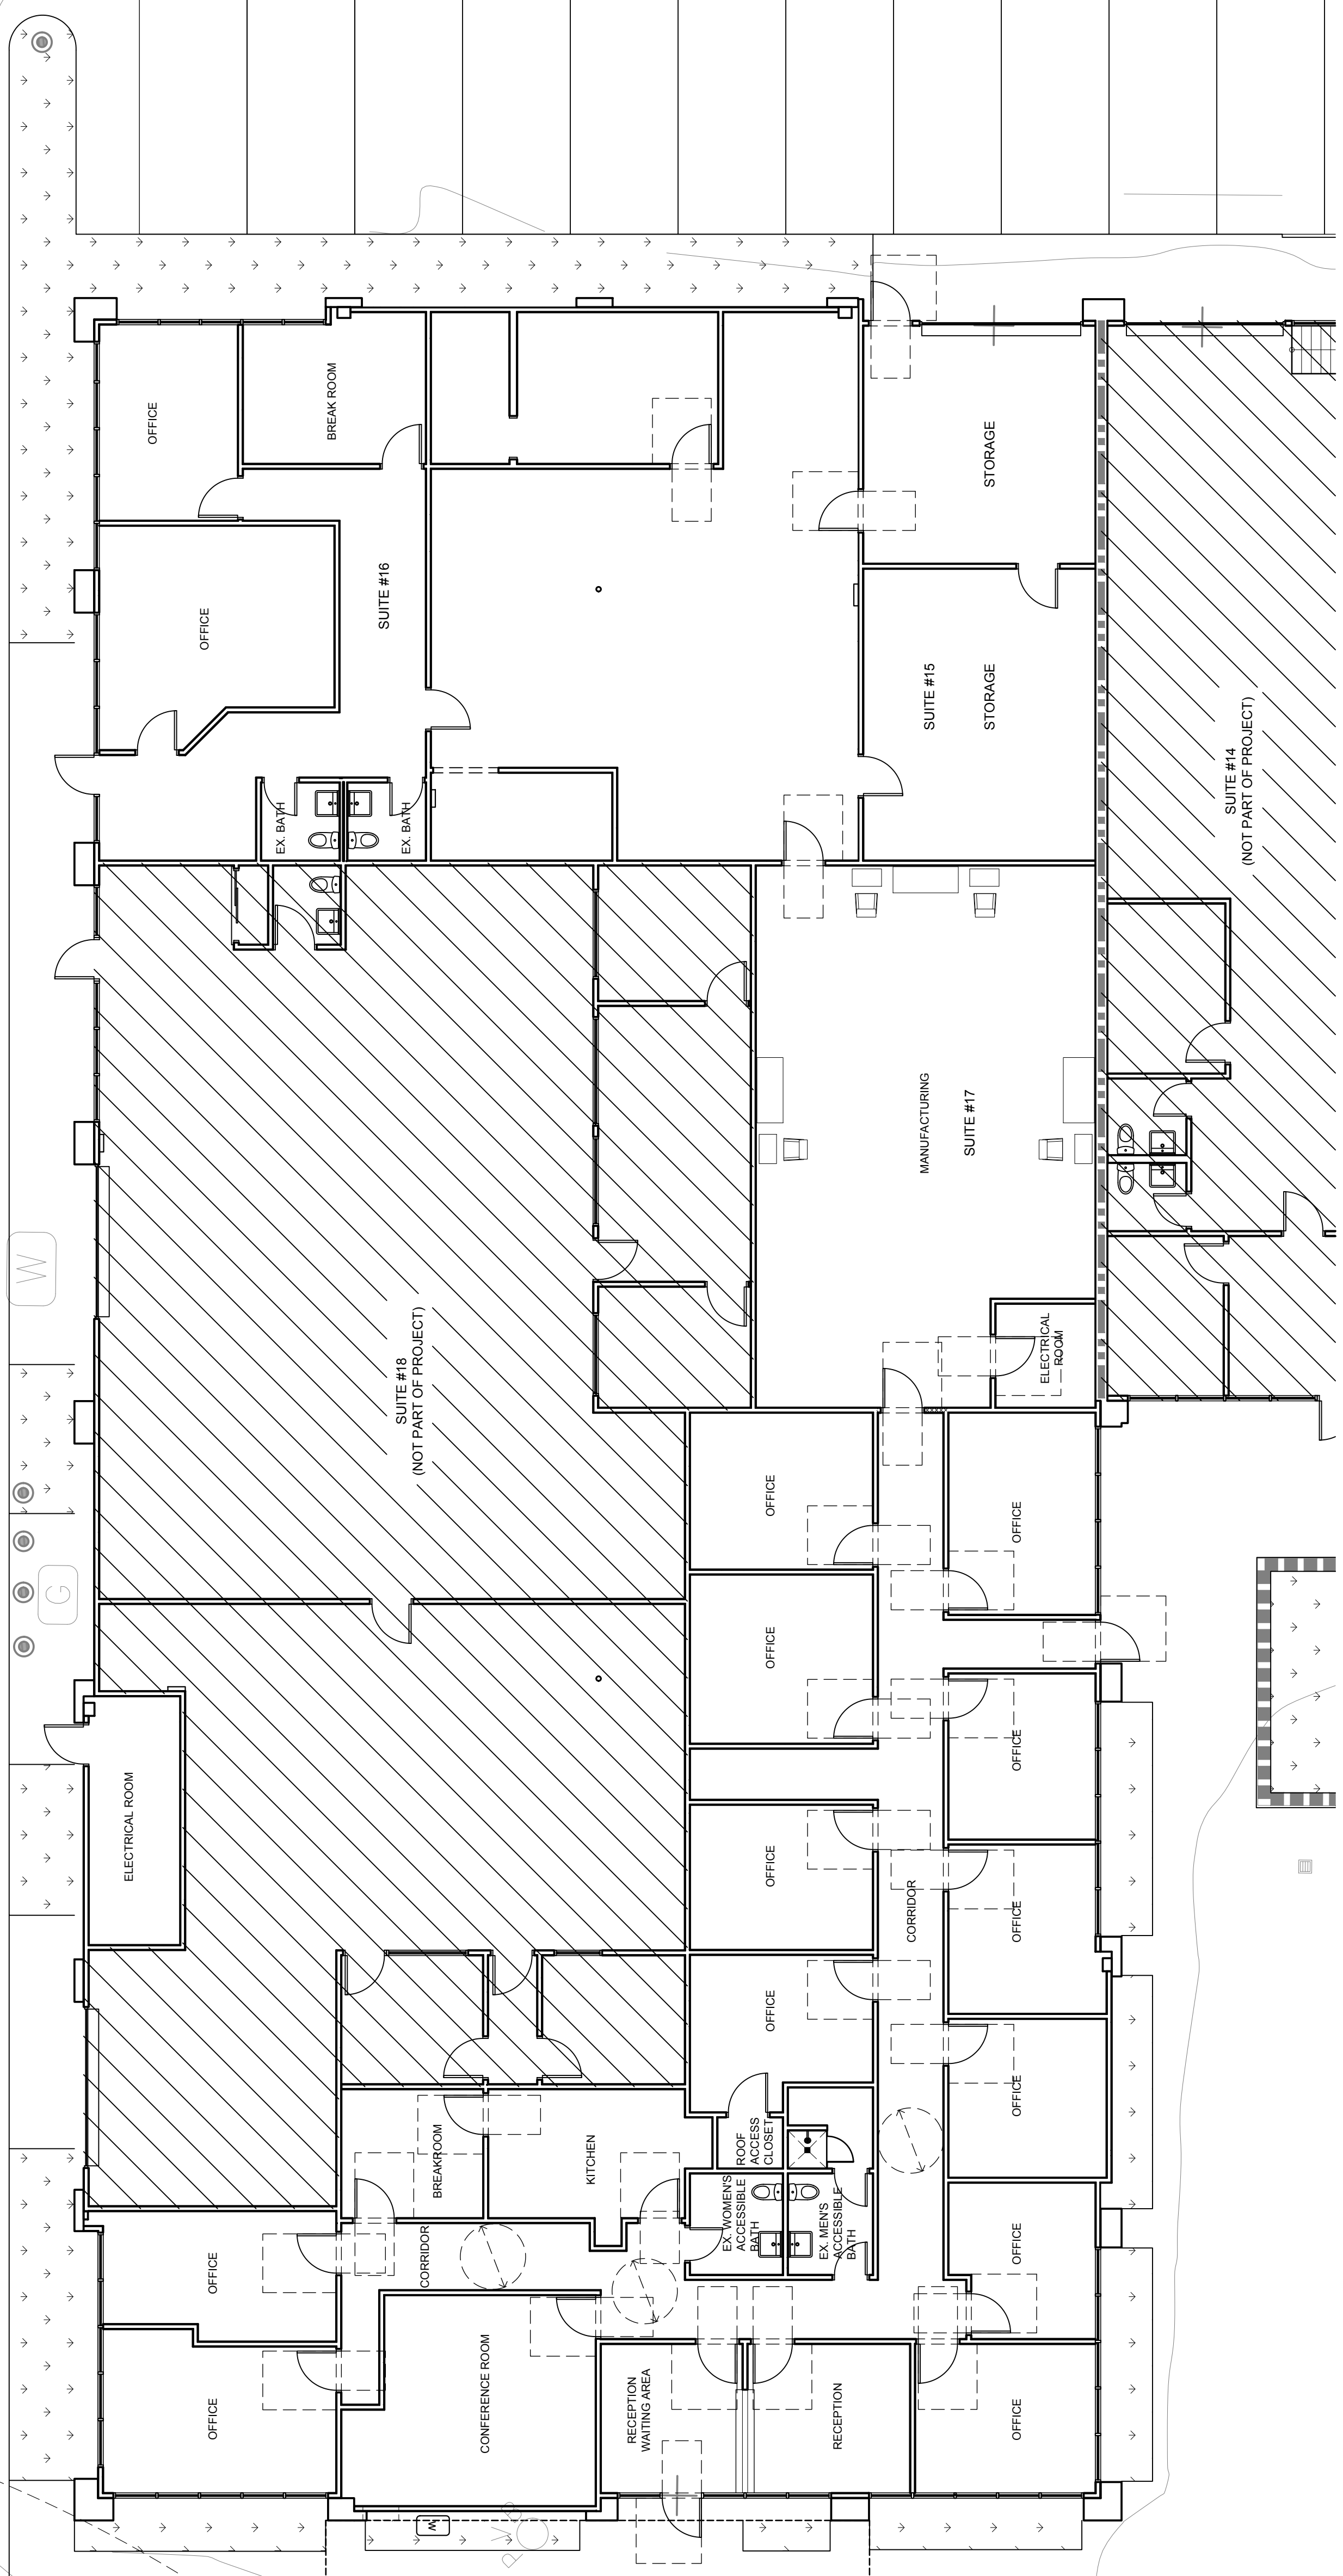 OFFICE
BREAK ROOM
STORAGE
OFFICE
SUITE #16
SUITE #15
STORAGE
SUITE #14
(NOT PART OF PROJECT)
EX. BATH
EX. BATH
MANUFACTURING
SUITE #17
W
SUITE #18
(NOT PART OF PROJECT)
ELECTRICAL
ROOM
OFFICE
OFFICE
G
OFFICE
OFFICE
ELECTRICAL ROOM
OFFICE
CORRIDOR
OFFICE
OFFICE
OFFICE
BREAKROOM
KITCHEN
ROOF
ACCESS
CLOSET
EX. WOMEN'S
ACCESSIBLE
BATH
EX. MEN'S
ACCESSIBLE
BATH
OFFICE
CORRIDOR
OFFICE
OFFICE
CONFERENCE ROOM
RECEPTION
WAITING AREA
RECEPTION
OFFICE
W